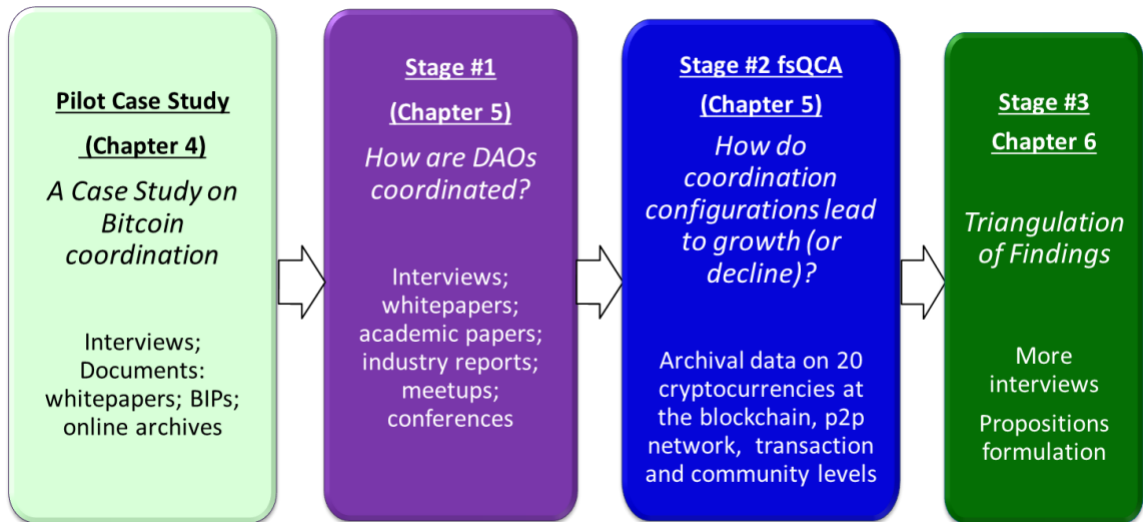 Pilot Case Study
(Chapter 4)
A Case Study on
Bitcoin
coordination
Interviews;
Documents:
whitepapers; BIPs;
online archives
Stage #1
(Chapter 5)
How are DAOs
coordinated?
Interviews;
whitepapers;
academic papers;
industry reports;
meetups;
conferences
Stage #2 fsQCA
(Chapter 5)
How do
coordination
configurations lead
to growth (or
decline)?
Archival data on 20
cryptocurrencies at
the blockchain, p2p
network, transaction
and community levels
Stage #3
Chapter 6
Triangulation
of Findings
More
interviews
Propositions
formulation